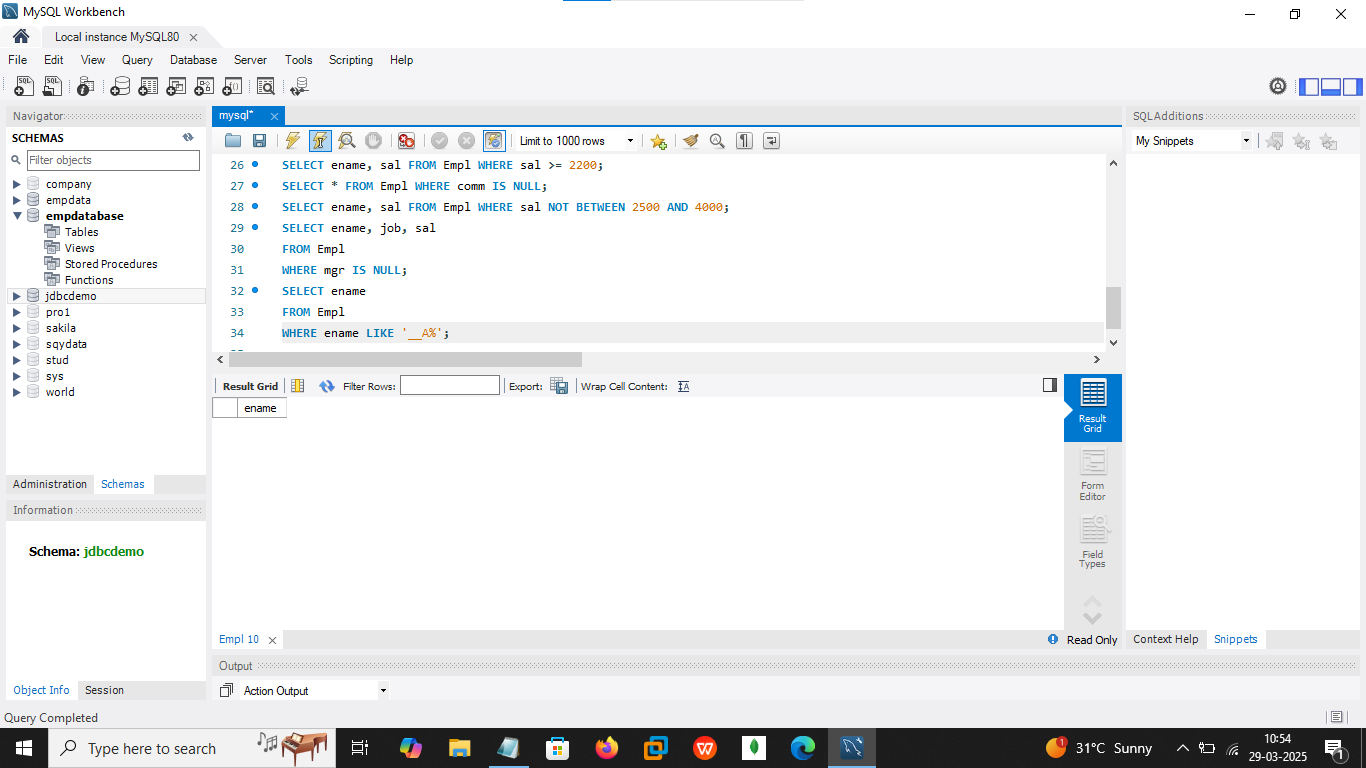 MySQL Workbench
Local instance MySQL80
File Edit View Query Database Server Tools Scripting Help
Navigator
SCHEMAS
Filter objects
company
empdata
empdatabase
Tables
Views
Stored Procedures
Functions
jdbcdemo
pro1
sakila
sqydata
stud
sys
world
Administration Schemas
Information
Schema: jdbcdemo
Object Info Session
mysql*
Limit to 1000 rows
26 SELECT ename, sal FROM Empl WHERE sal >= 2200;
27 SELECT * FROM Empl WHERE comm IS NULL;
28 SELECT ename, sal FROM Empl WHERE sal NOT BETWEEN 2500 AND 4000;
29 SELECT ename, job, sal
30 FROM Empl
31 WHERE mgr IS NULL;
32 SELECT ename
33 FROM Empl
34 WHERE ename LIKE '__A%';
Result Grid Filter Rows: Export: Wrap Cell Content:
ename
Result
Grid
Form
Editor
Field
Types
Empl 10
Read Only
Output
Action Output
SQLAdditions
My Snippets
Context Help Snippets
Query Completed
Type here to search
1
31°C Sunny
10:54
29-03-2025
1